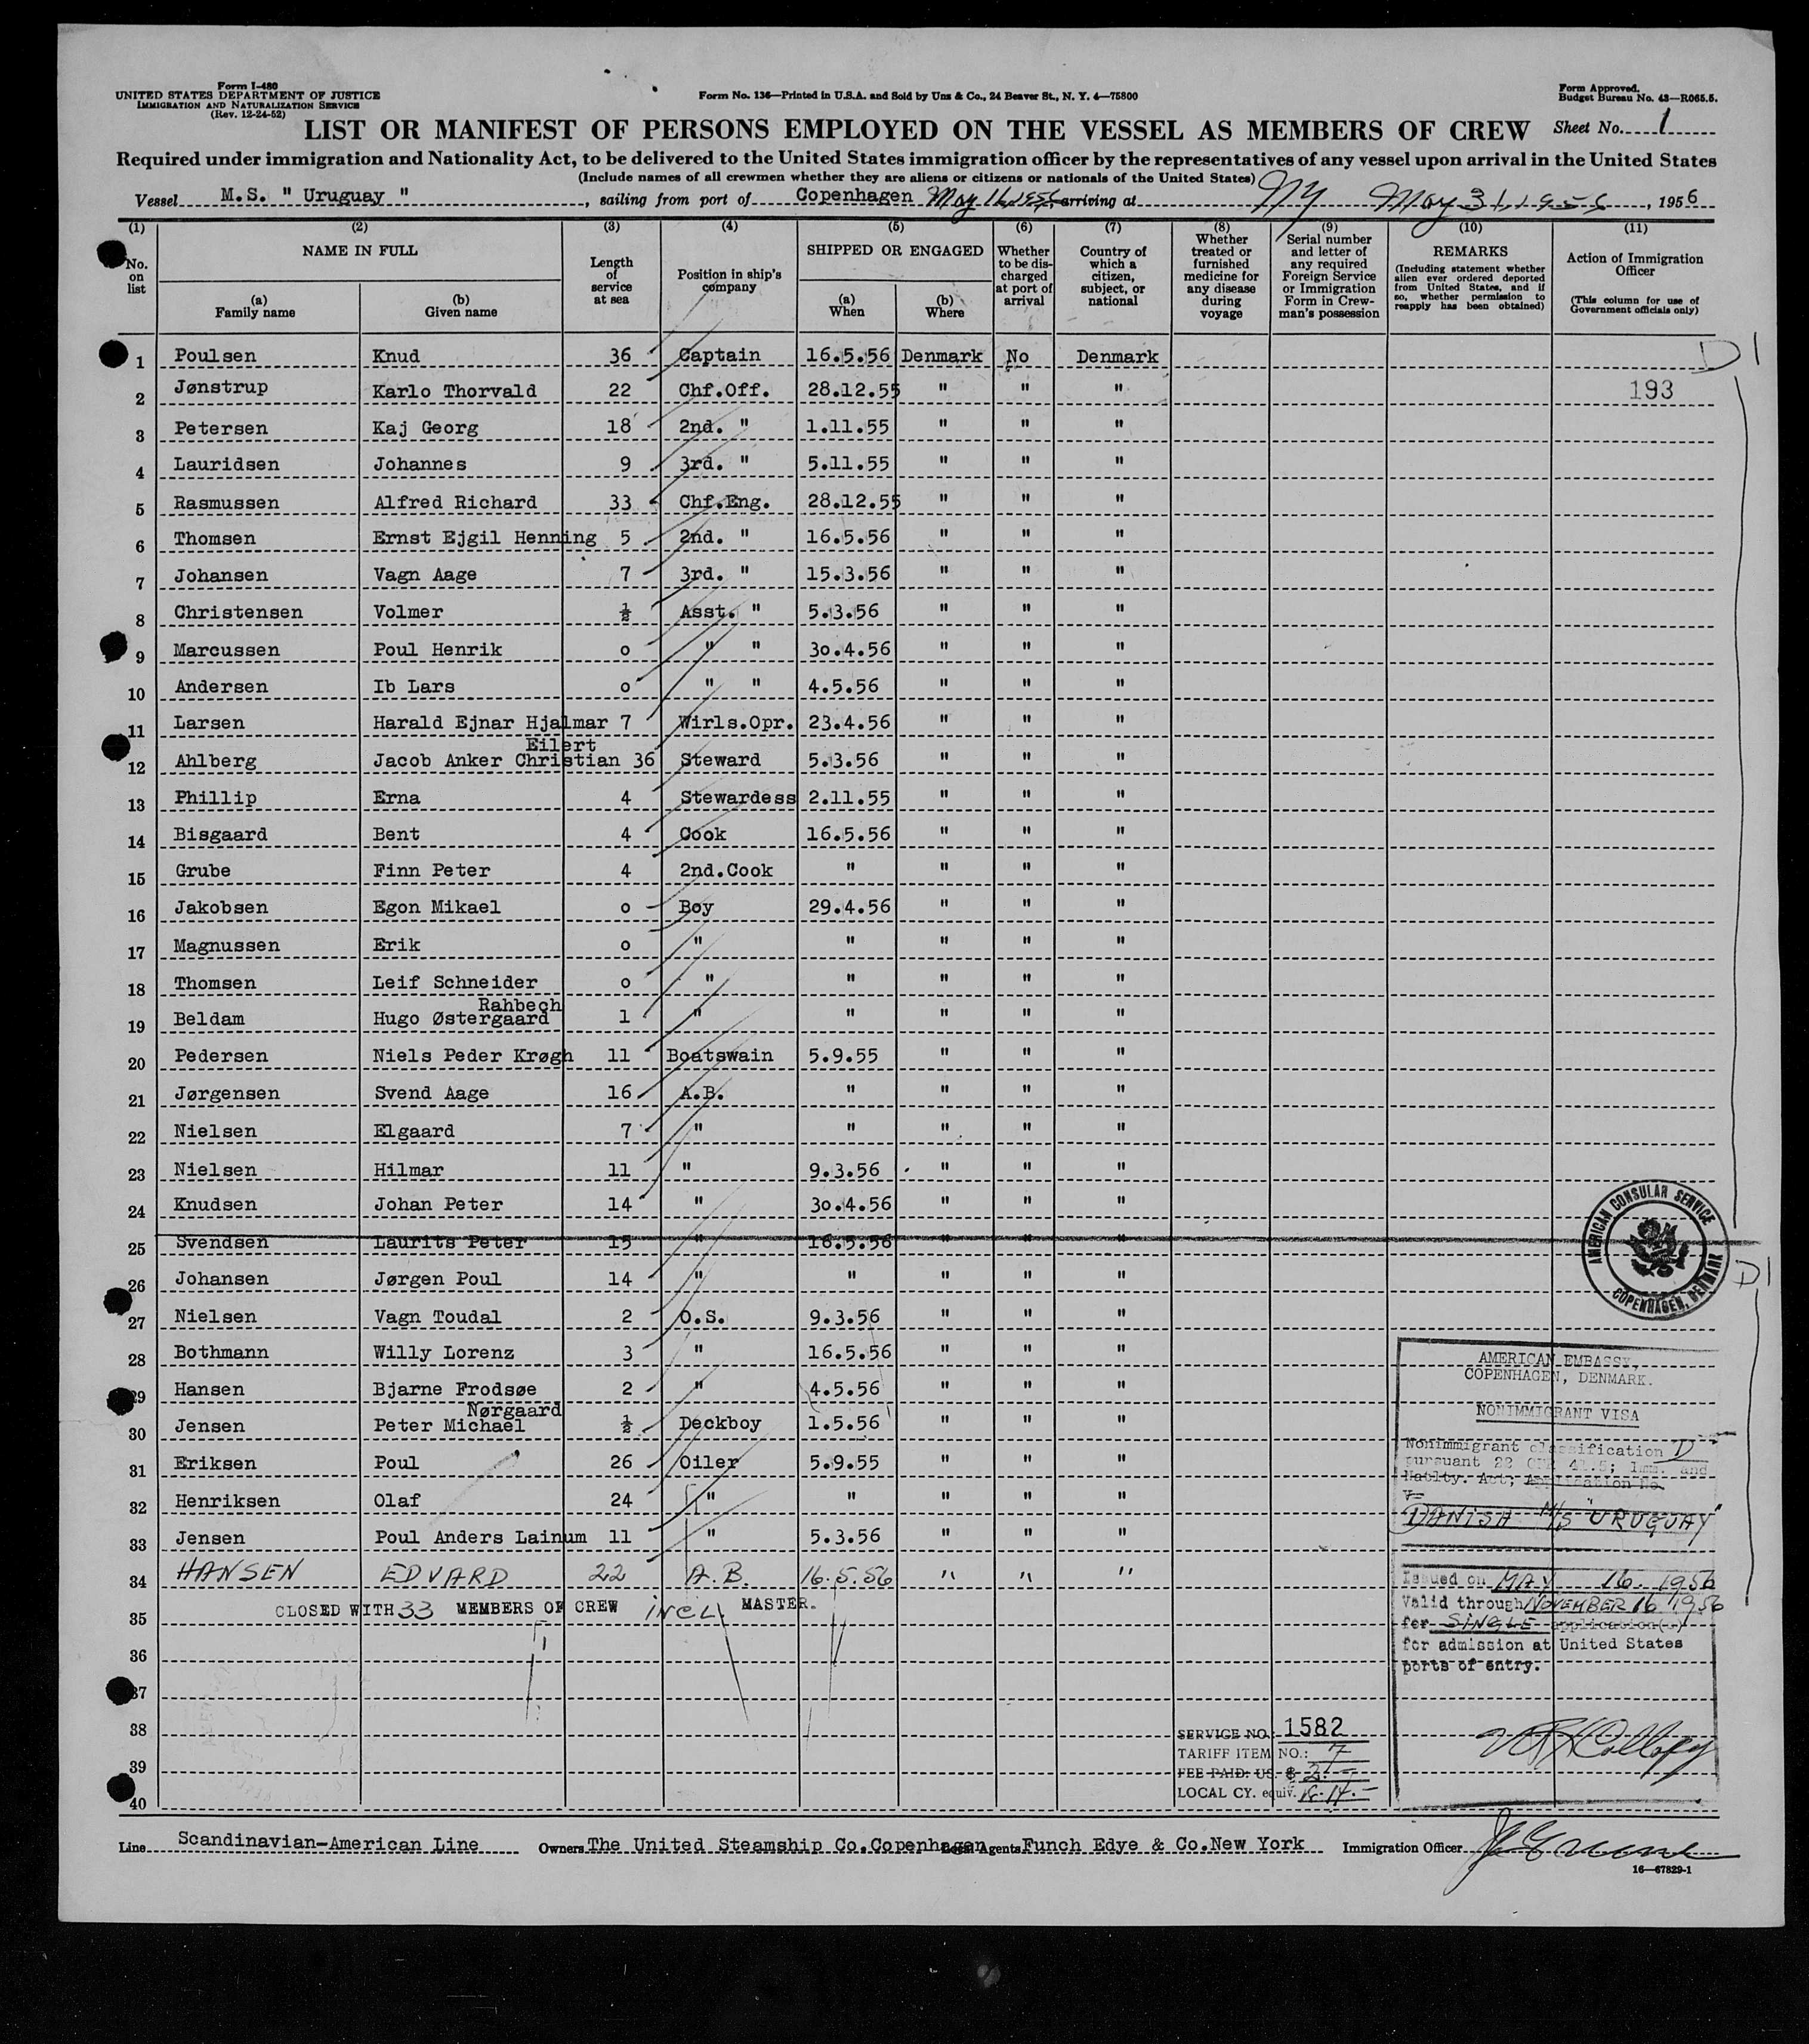 Form I-480
UNITED STATES DEPARTMENT OF JUSTICE
IMMIGRATION AND NATURALIZATION SERVICE
(Rev. 12-24-52)
Form No. 136—Printed in U.S.A. and Sold by Unz & Co., 24 Beaver St., N. Y. 4—75800
Form Approved.
Budget Bureau No. 43—R065.5.
LIST OR MANIFEST OF PERSONS EMPLOYED ON THE VESSEL AS MEMBERS OF CREW Sheet No. 1
Required under immigration and Nationality Act, to be delivered to the United States immigration officer by the representatives of any vessel upon arrival in the United States
(Include names of all crewmen whether they are aliens or citizens or nationals of the United States)
Vessel M.S. " Uruguay " , sailing from port of Copenhagen May 16, 1956, arriving at NY May 31, 1956 , 1956
(1) (2) (3) (4) (5) (6) (7) (8) (9) (10) (11)
No. on list NAME IN FULL (a) Family name (b) Given name Length of service at sea Position in ship's company SHIPPED OR ENGAGED (a) When (b) Where Whether to be discharged at port of arrival Country of which a citizen, subject, or national Whether treated or furnished medicine for any disease during voyage Serial number and letter of any required Foreign Service or Immigration Form in Crewman's possession REMARKS (Including statement whether alien ever ordered deported from United States, and if so, whether permission to reapply has been obtained) Action of Immigration Officer (This column for use of Government officials only)
1 Poulsen Knud 36 Captain 16.5.56 Denmark No Denmark D1
2 Jønstrup Karlo Thorvald 22 Chf.Off. 28.12.55 " " " 193
3 Petersen Kaj Georg 18 2nd. " 1.11.55 " " "
4 Lauridsen Johannes 9 3rd. " 5.11.55 " " "
5 Rasmussen Alfred Richard 33 Chf.Eng. 28.12.55 " " "
6 Thomsen Ernst Ejgil Henning 5 2nd. " 16.5.56 " " "
7 Johansen Vagn Aage 7 3rd. " 15.3.56 " " "
8 Christensen Volmer ½ Asst. " 5.3.56 " " "
9 Marcussen Poul Henrik o " " 3o.4.56 " " "
10 Andersen Ib Lars o " " 4.5.56 " " "
11 Larsen Harald Ejnar Hjalmar 7 Wirls.Opr. 23.4.56 " " "
Eilert
12 Ahlberg Jacob Anker Christian 36 Steward 5.3.56 " " "
13 Phillip Erna 4 Stewardess 2.11.55 " " "
14 Bisgaard Bent 4 Cook 16.5.56 " " "
15 Grube Finn Peter 4 2nd.Cook " " " "
16 Jakobsen Egon Mikael o Boy 29.4.56 " " "
17 Magnussen Erik o " " " " "
18 Thomsen Leif Schneider o " " " " "
Rahbech
19 Beldam Hugo Østergaard 1 " " " " "
20 Pedersen Niels Peder Krøgh 11 Boatswain 5.9.55 " " "
21 Jørgensen Svend Aage 16 A.B. " " " "
22 Nielsen Elgaard 7 " " " " "
23 Nielsen Hilmar 11 " 9.3.56 " " "
24 Knudsen Johan Peter 14 " 3o.4.56 " " "
25 Svendsen Laurits Peter 15 " 16.5.56 " " "
26 Johansen Jørgen Poul 14 " " " " " D1
27 Nielsen Vagn Toudal 2 O.S. 9.3.56 " " "
28 Bothmann Willy Lorenz 3 " 16.5.56 " " "
29 Hansen Bjarne Frodsøe 2 " 4.5.56 " " "
Nørgaard
30 Jensen Peter Michael ½ Deckboy 1.5.56 " " "
31 Eriksen Poul 26 Oiler 5.9.55 " " "
32 Henriksen Olaf 24 " " " " "
33 Jensen Poul Anders Lainum 11 " 5.3.56 " " "
34 HANSEN EDVARD 22 A.B. 16.5.56 " " "
35 CLOSED WITH 33 MEMBERS OF CREW incl. MASTER.
36
37
38
39
40
AMERICAN CONSULAR SERVICE
COPENHAGEN, DENMARK
AMERICAN EMBASSY,
COPENHAGEN, DENMARK.
NONIMMIGRANT VISA
Nonimmigrant classification D
pursuant 22 CFR 41.5; Imm. and
Natlty. Act; Application No.
V-
DANISH M/S "URUGUAY"
Issued on MAY 16. 1956
Valid through NOVEMBER 16 1956
for SINGLE application(s)
for admission at United States
ports of entry.
SERVICE NO.: 1582
TARIFF ITEM NO.: 7
FEE PAID: US. $ 2.-
LOCAL CY. equiv. 14.-
Line Scandinavian-American Line Owners The United Steamship Co.Copenhagen Local Agents Funch Edye & Co.New York Immigration Officer
16—67829-1